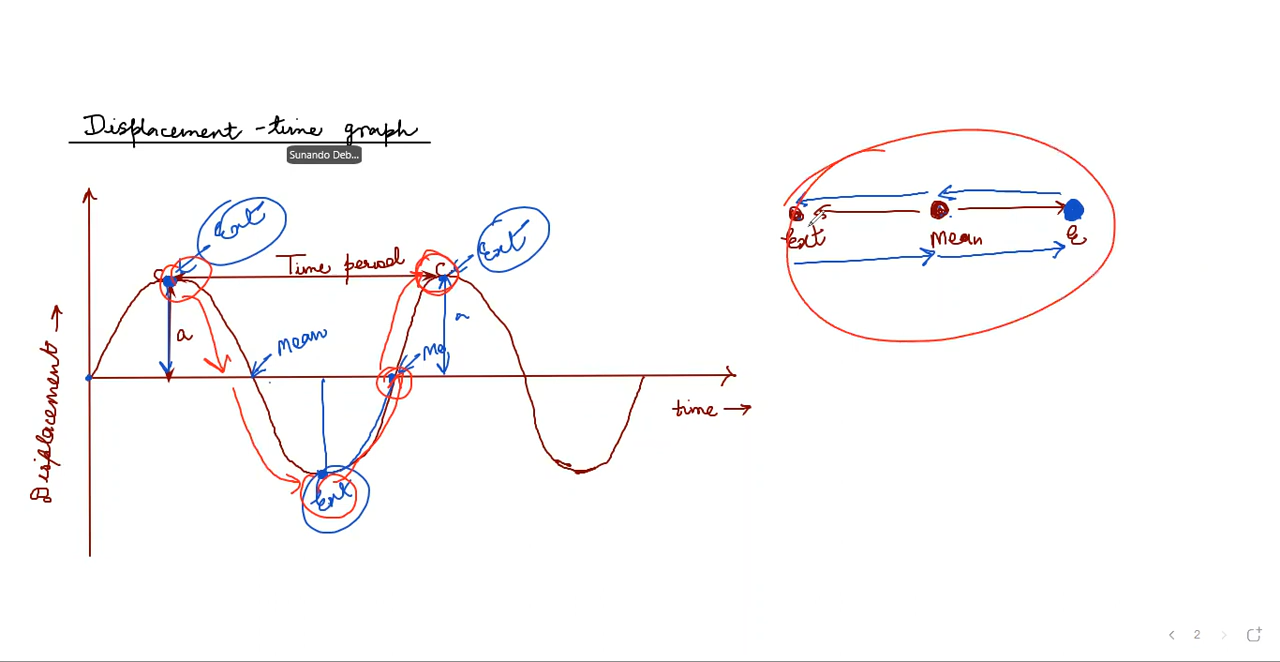 Displacement - time graph
Sunando Deb...
Ext
Ext
C
Time period
C
a
a
Mean
Me
Displacement →
time →
Ext
Ext
Mean
E
2